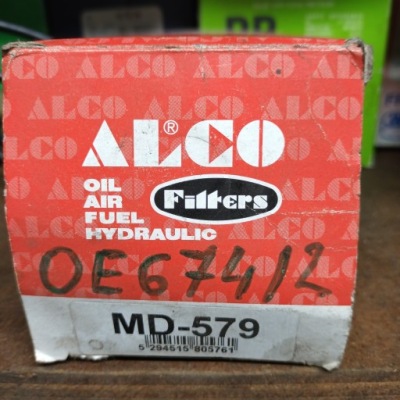 ALCO®
OIL
AIR
FUEL
HYDRAULIC
Filters
OE674/2
MD-579
5 294515 805761